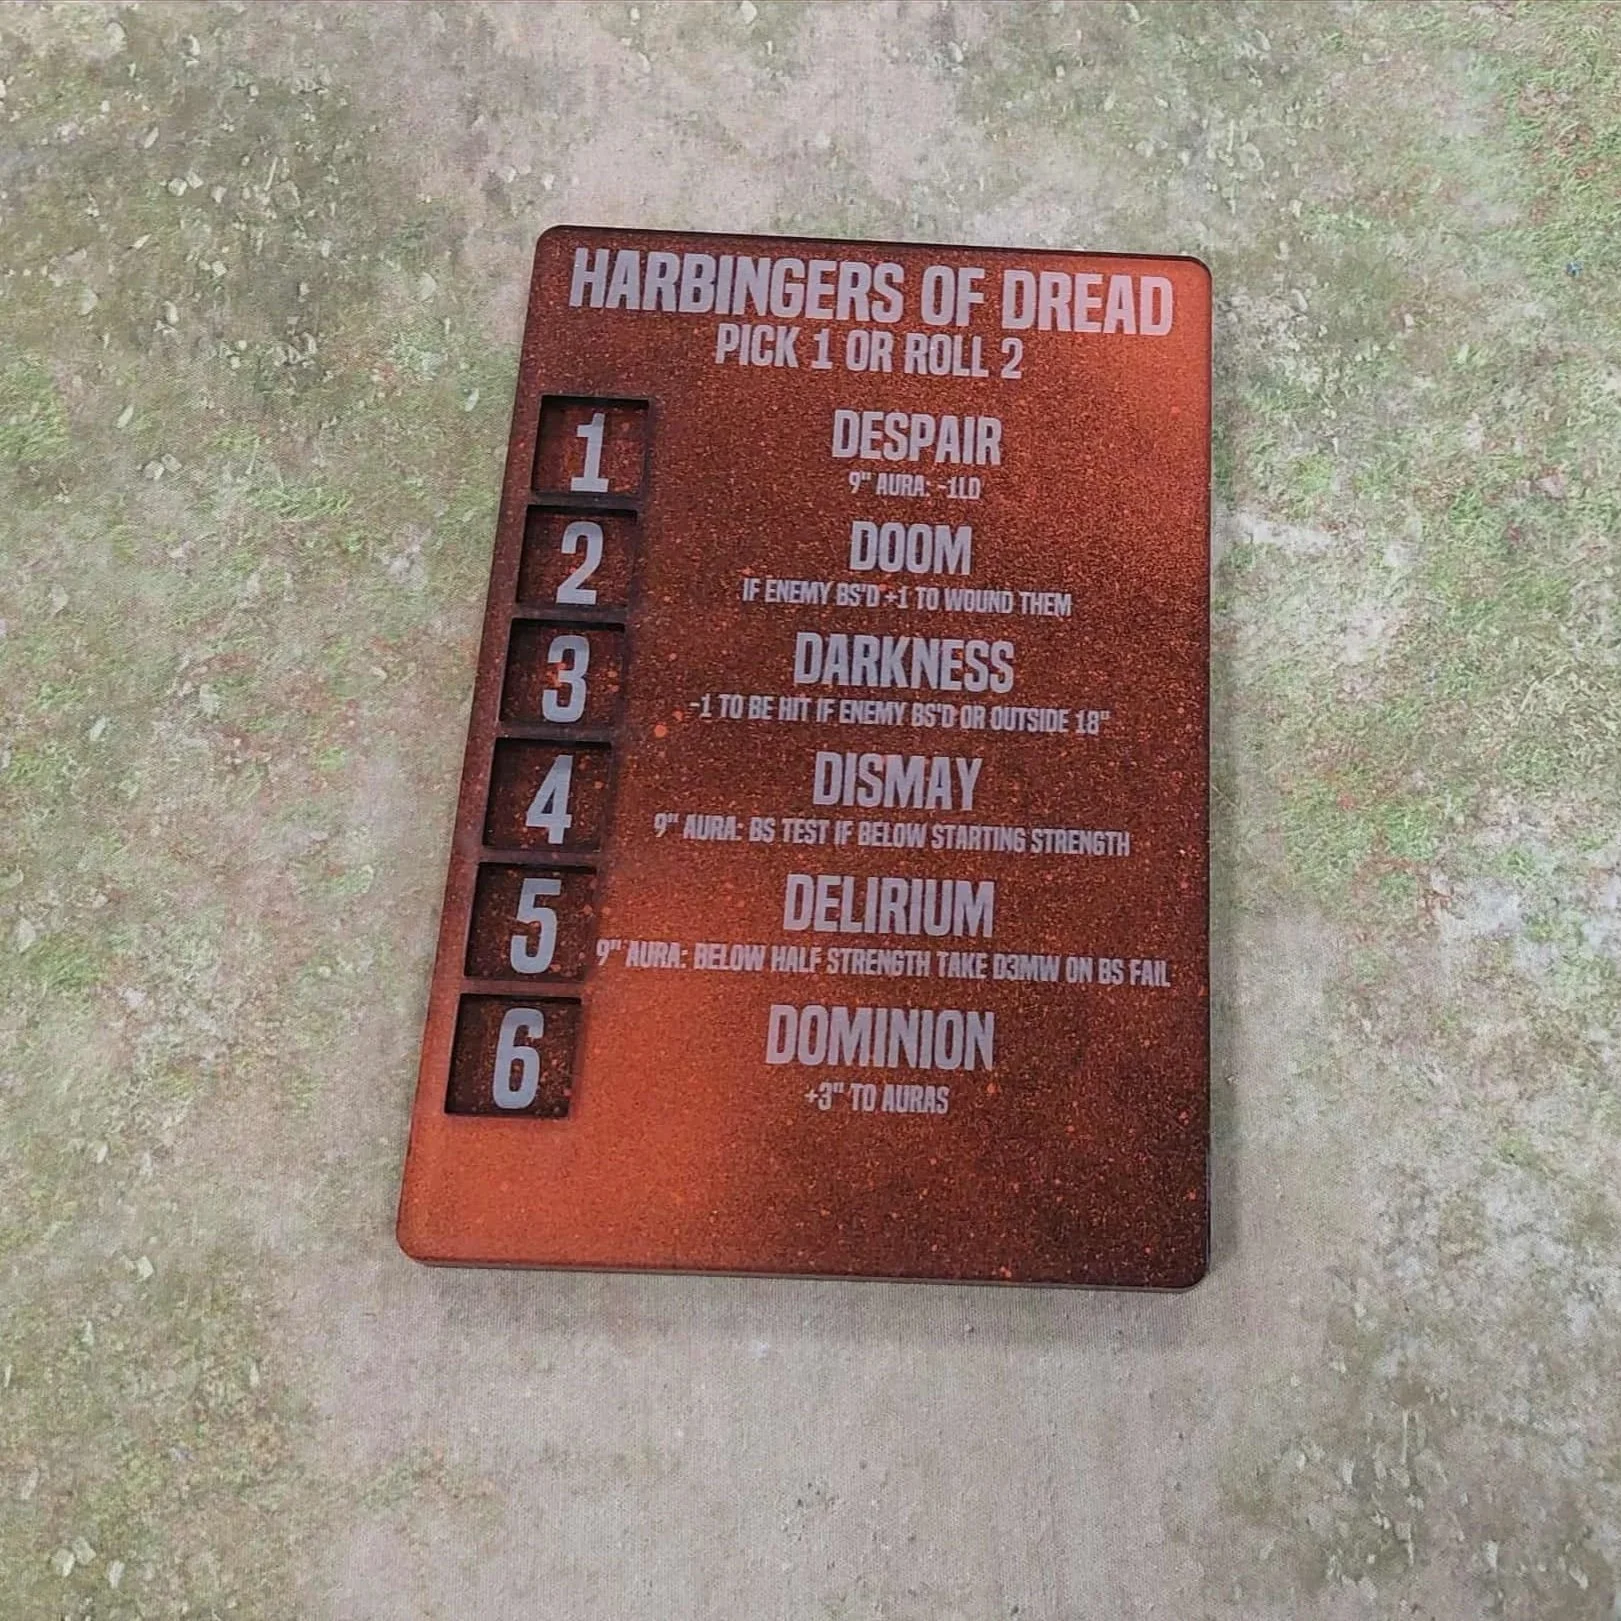 HARBINGERS OF DREAD
PICK 1 OR ROLL 2
1
DESPAIR
9" AURA: -1LD
2
DOOM
IF ENEMY BS'D +1 TO WOUND THEM
3
DARKNESS
-1 TO BE HIT IF ENEMY BS'D OR OUTSIDE 18"
4
DISMAY
9" AURA: BS TEST IF BELOW STARTING STRENGTH
5
DELIRIUM
9" AURA: BELOW HALF STRENGTH TAKE D3MW ON BS FAIL
6
DOMINION
+3" TO AURAS